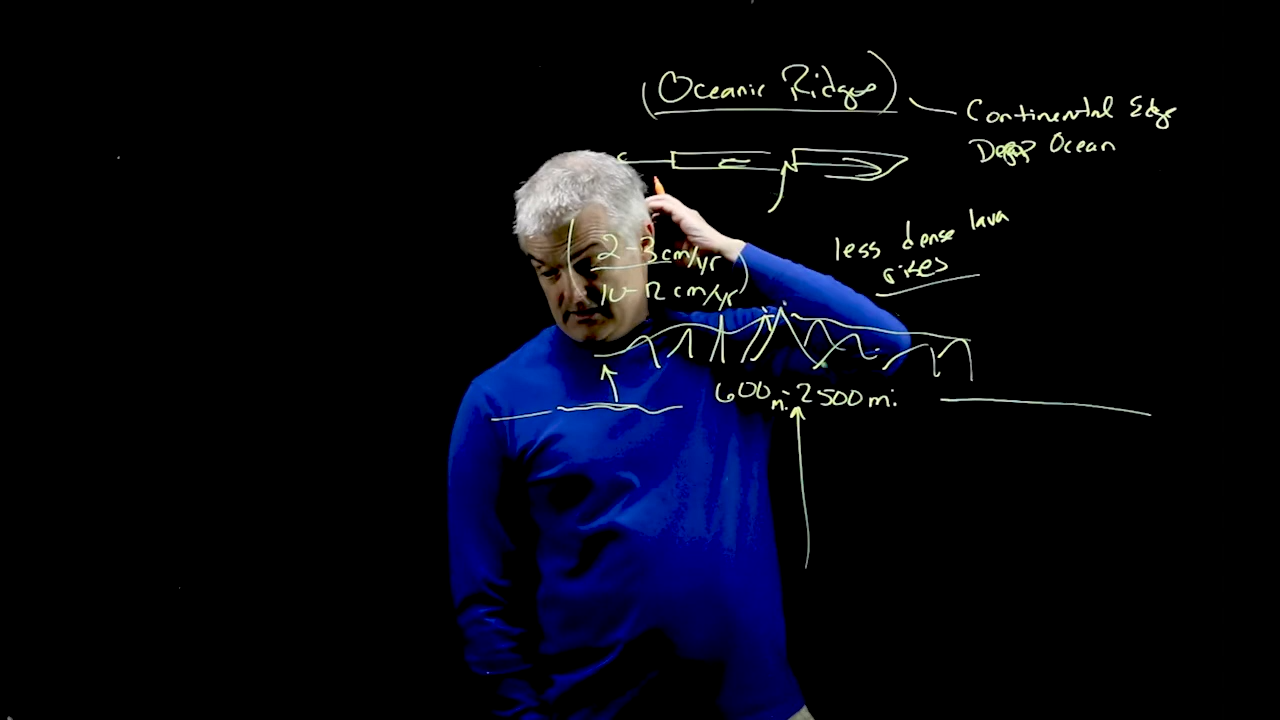 (Oceanic Ridges)
Continental Edge
Deep Ocean
less dense lava
rises
2-3 cm/yr
10-12 cm/yr
600 mi - 2500 mi